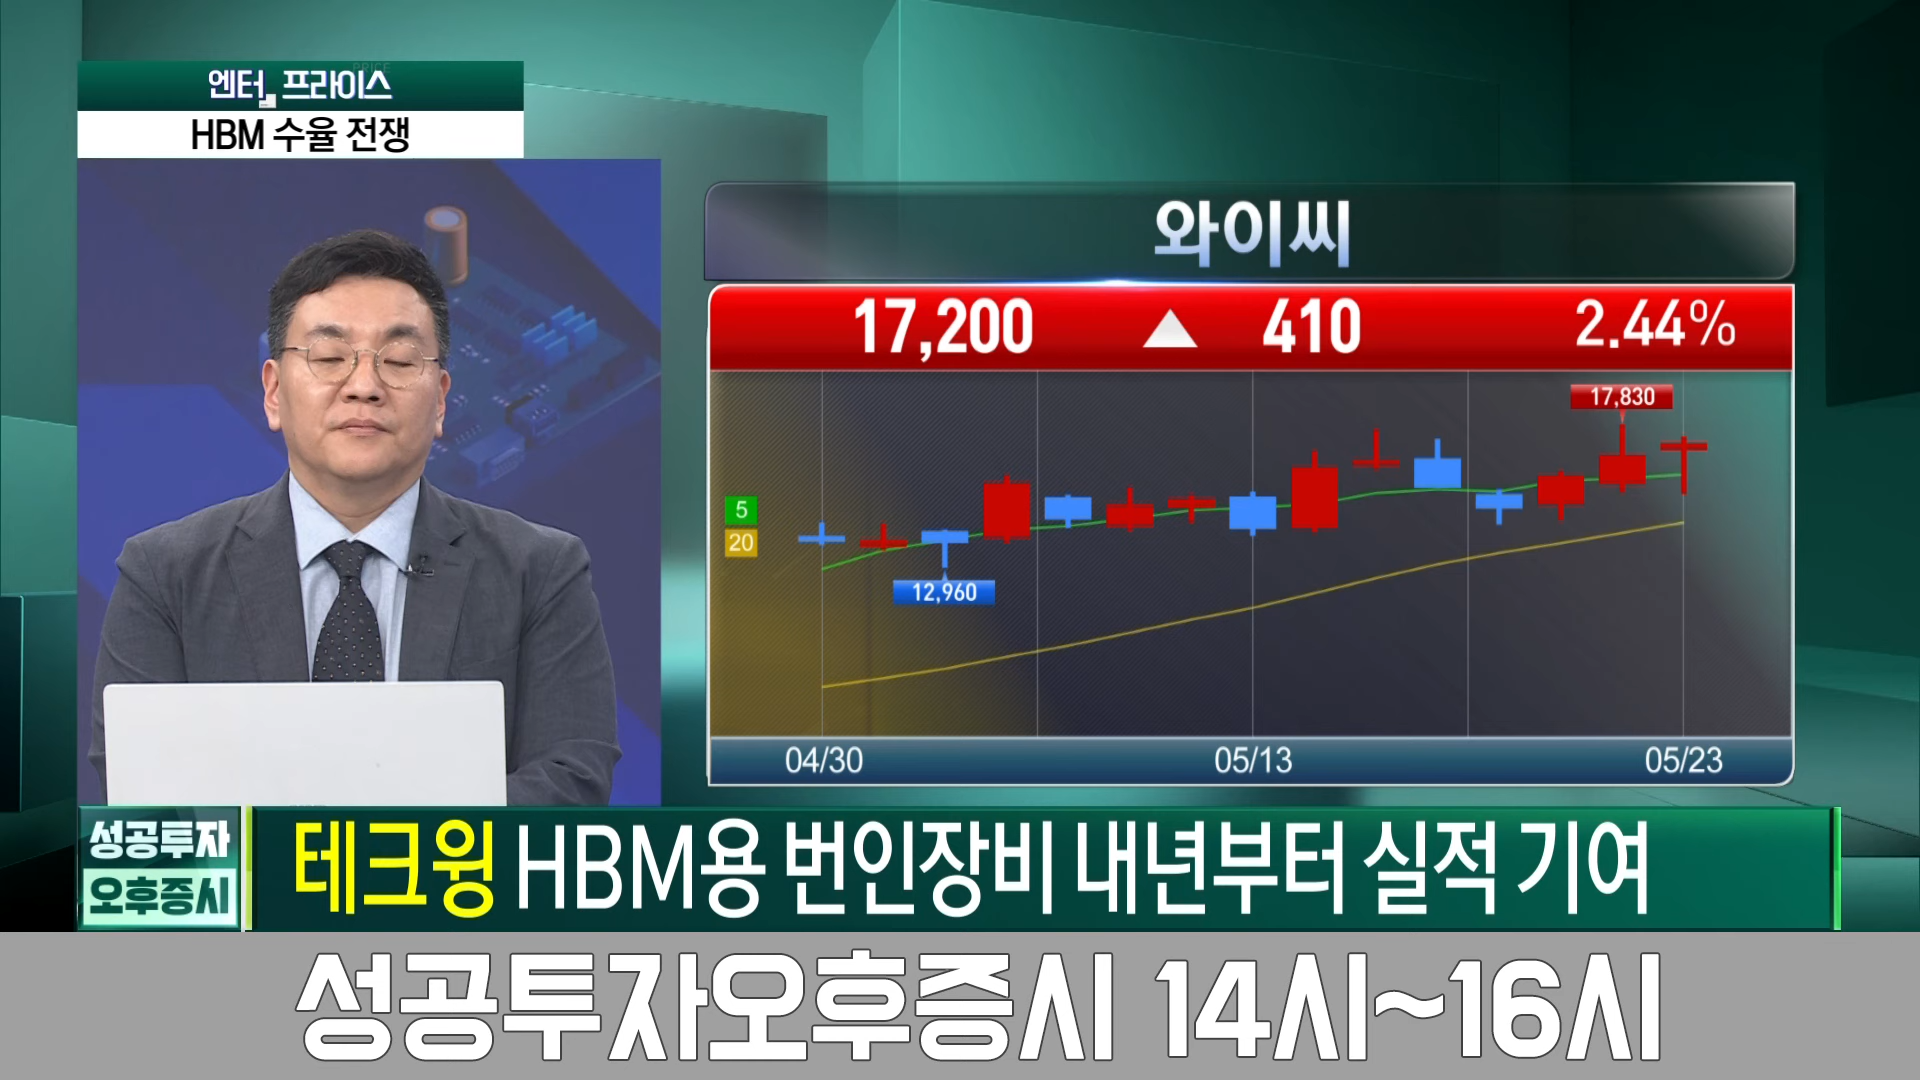 PRICE
엔터 프라이스
HBM 수율 전쟁
와이씨
17,200 ▲ 410 2.44%
17,830
5
20
12,960
04/30 05/13 05/23
성공투자
오후증시
테크윙 HBM용 번인장비 내년부터 실적 기여
성공투자오후증시 14시~16시